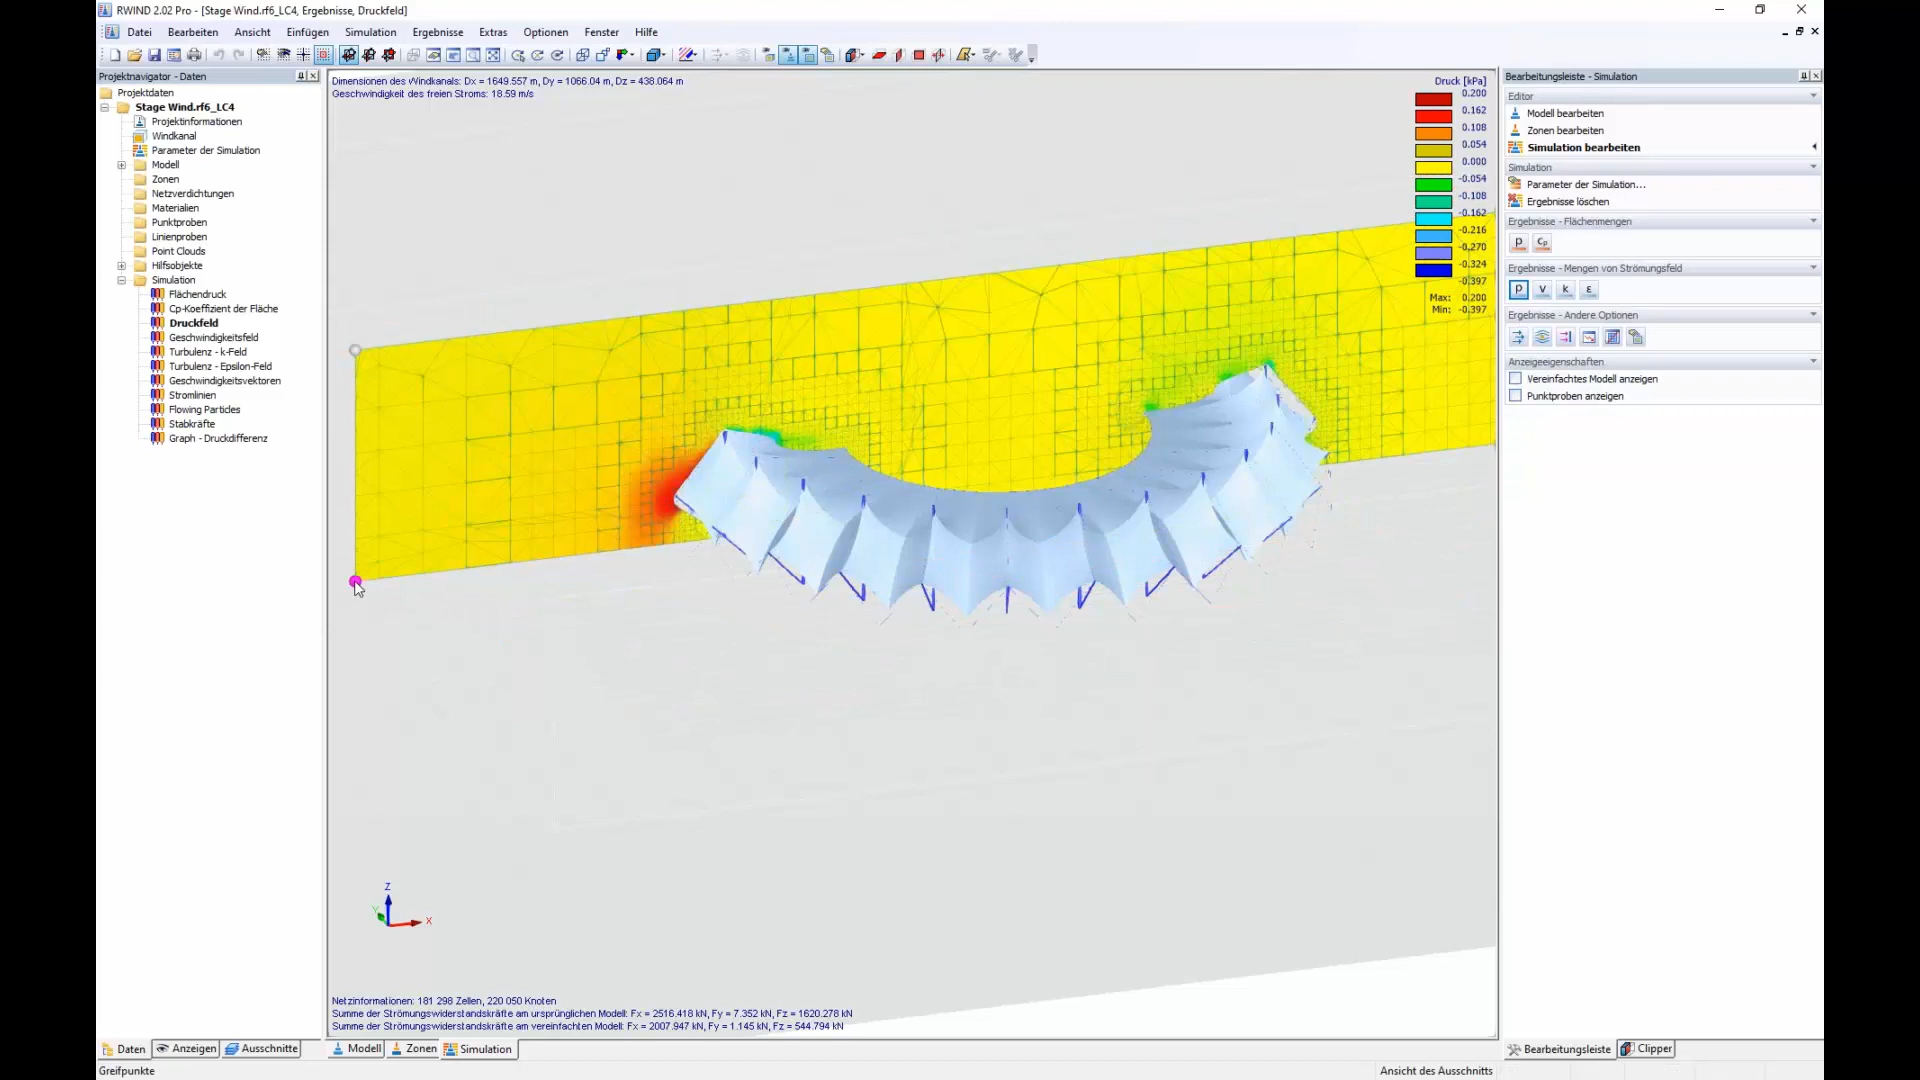 RWIND 2.02 Pro - [Stage Wind.rf6_LC4, Ergebnisse, Druckfeld]
Datei Bearbeiten Ansicht Einfügen Simulation Ergebnisse Extras Optionen Fenster Hilfe
Projektnavigator - Daten
Projektdaten
Stage Wind.rf6_LC4
Projektinformationen
Windkanal
Parameter der Simulation
Modell
Zonen
Netzverdichtungen
Materialien
Punktproben
Linienproben
Point Clouds
Hilfsobjekte
Simulation
Flächendruck
Cp-Koeffizient der Fläche
Druckfeld
Geschwindigkeitsfeld
Turbulenz - k-Feld
Turbulenz - Epsilon-Feld
Geschwindigkeitsvektoren
Stromlinien
Flowing Particles
Stabkräfte
Graph - Druckdifferenz
Dimensionen des Windkanals: Dx = 1649.557 m, Dy = 1066.04 m, Dz = 438.064 m
Geschwindigkeit des freien Stroms: 18.59 m/s
Druck [kPa]
0.200
0.162
0.108
0.054
0.000
-0.054
-0.108
-0.162
-0.216
-0.270
-0.324
-0.397
Max: 0.200
Min: -0.397
Z
Y
X
Netzinformationen: 181 298 Zellen, 220 050 Knoten
Summe der Strömungswiderstandskräfte am ursprünglichen Modell: Fx = 2516.418 kN, Fy = 7.352 kN, Fz = 1620.278 kN
Summe der Strömungswiderstandskräfte am vereinfachten Modell: Fx = 2007.947 kN, Fy = 1.145 kN, Fz = 544.794 kN
Bearbeitungsleiste - Simulation
Editor
Modell bearbeiten
Zonen bearbeiten
Simulation bearbeiten
Simulation
Parameter der Simulation...
Ergebnisse löschen
Ergebnisse - Flächenmengen
p cp
Ergebnisse - Mengen von Strömungsfeld
p v k ε
Ergebnisse - Andere Optionen
Anzeigeeigenschaften
Vereinfachtes Modell anzeigen
Punktproben anzeigen
Daten Anzeigen Ausschnitte Modell Zonen Simulation Bearbeitungsleiste Clipper
Greifpunkte Ansicht des Ausschnitts